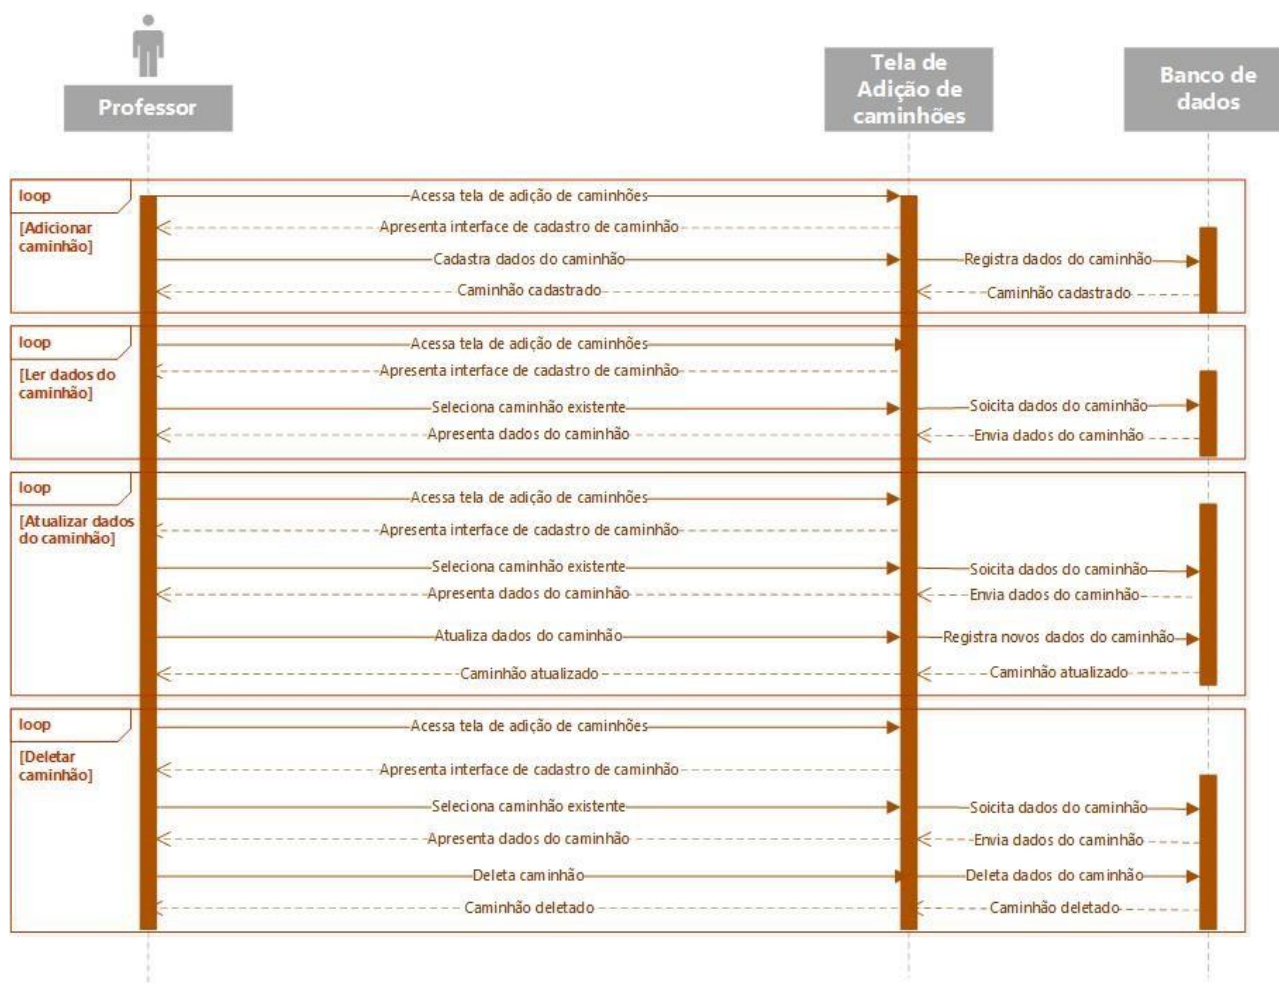 Professor
Tela de
Adição de
caminhões
Banco de
dados
loop
[Adicionar
caminhão]
Acessa tela de adição de caminhões
Apresenta interface de cadastro de caminhão
Cadastra dados do caminhão
Registra dados do caminhão
Caminhão cadastrado
Caminhão cadastrado
loop
[Ler dados do
caminhão]
Acessa tela de adição de caminhões
Apresenta interface de cadastro de caminhão
Seleciona caminhão existente
Soicita dados do caminhão
Apresenta dados do caminhão
Envia dados do caminhão
loop
[Atualizar dados
do caminhão]
Acessa tela de adição de caminhões
Apresenta interface de cadastro de caminhão
Seleciona caminhão existente
Soicita dados do caminhão
Apresenta dados do caminhão
Envia dados do caminhão
Atualiza dados do caminhão
Registra novos dados do caminhão
Caminhão atualizado
Caminhão atualizado
loop
[Deletar
caminhão]
Acessa tela de adição de caminhões
Apresenta interface de cadastro de caminhão
Seleciona caminhão existente
Soicita dados do caminhão
Apresenta dados do caminhão
Envia dados do caminhão
Deleta caminhão
Deleta dados do caminhão
Caminhão deletado
Caminhão deletado